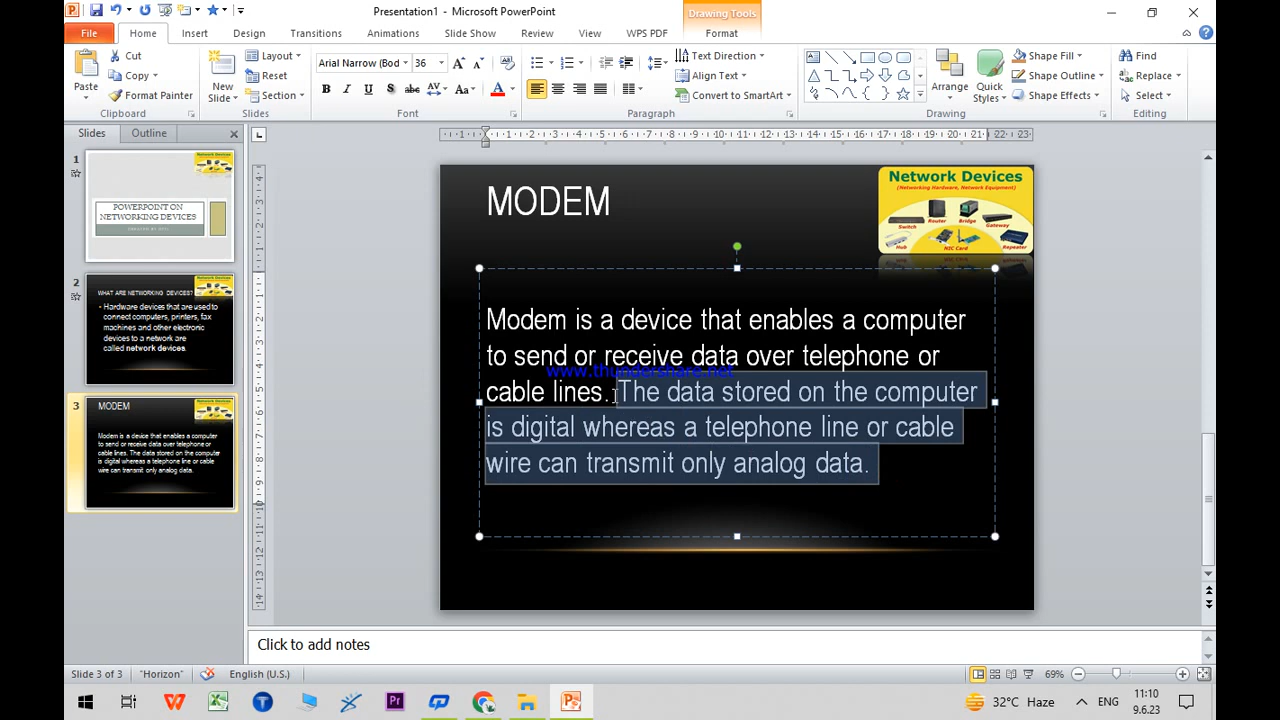 Presentation1 - Microsoft PowerPoint
Drawing Tools
File Home Insert Design Transitions Animations Slide Show Review View WPS PDF Format
Paste
Cut
Copy
Format Painter
Clipboard
New Slide
Layout
Reset
Section
Slides
Arial Narrow (Bod 36
B I U S abc AV Aa A
Font
Text Direction
Align Text
Convert to SmartArt
Paragraph
Arrange
Quick Styles
Shape Fill
Shape Outline
Shape Effects
Drawing
Find
Replace
Select
Editing
Slides Outline
1
POWERPOINT ON
NETWORKING DEVICES
2
WHAT ARE NETWORKING DEVICES?
Hardware devices that are used to
connect computers, printers, fax
machines and other electronic
devices to a network are
called network devices.
3
MODEM
Modem is a device that enables a computer
to send or receive data over telephone or
cable lines. The data stored on the computer
is digital whereas a telephone line or cable
wire can transmit only analog data.
MODEM
Network Devices
(Networking Hardware, Network Equipment)
Switch
Router
Bridge
Gateway
Hub
NIC Card
Repeater
Modem is a device that enables a computer
to send or receive data over telephone or
www.thundershare.net
cable lines. The data stored on the computer
is digital whereas a telephone line or cable
wire can transmit only analog data.
Click to add notes
Slide 3 of 3 "Horizon" English (U.S.) 69%
32°C Haze ENG 11:10
9.6.23